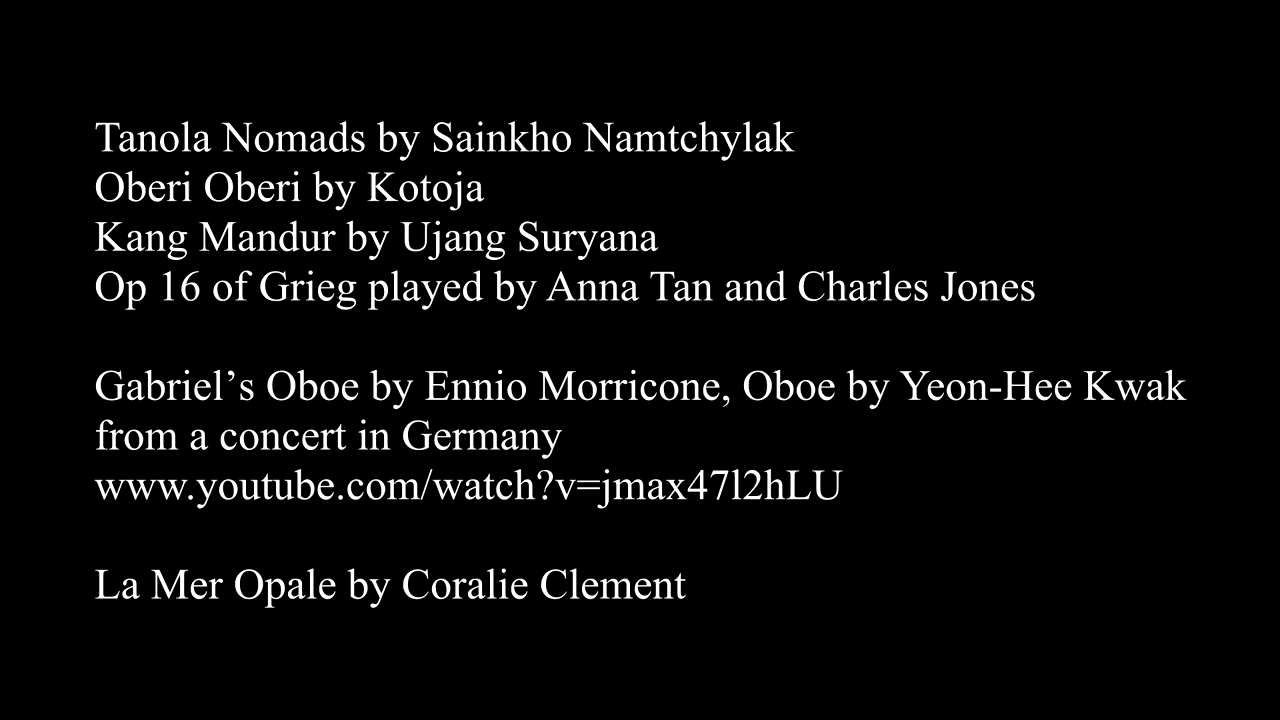 Tanola Nomads by Sainkho Namtchylak
Oberi Oberi by Kotoja
Kang Mandur by Ujang Suryana
Op 16 of Grieg played by Anna Tan and Charles Jones
Gabriel’s Oboe by Ennio Morricone, Oboe by Yeon-Hee Kwak
from a concert in Germany
www.youtube.com/watch?v=jmax47l2hLU
La Mer Opale by Coralie Clement